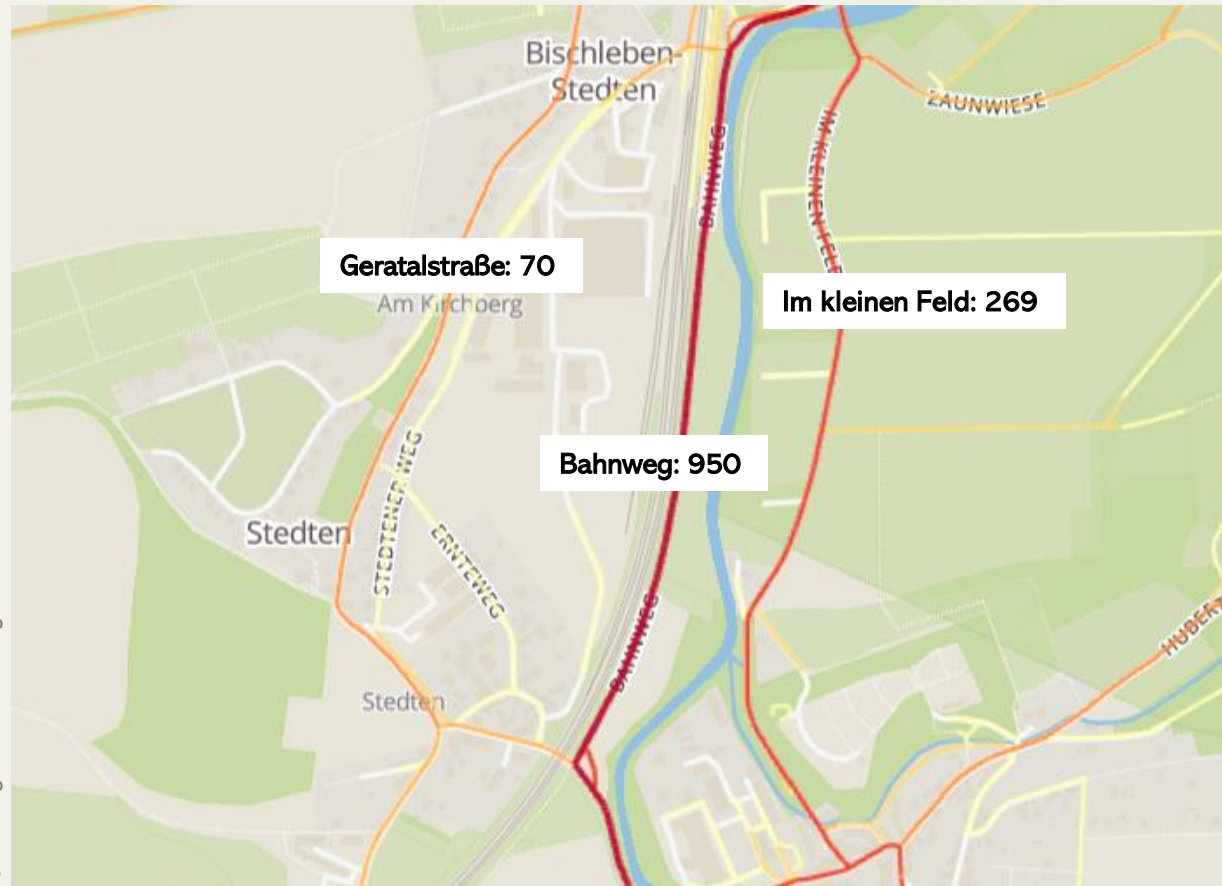 Bischleben-
Stedten
ZAUNWIESE
BAHNWEG
IM KLEINEN FELD
Geratalstraße: 70
Im kleinen Feld: 269
Am Kirchberg
Bahnweg: 950
STEDTENER WEG
Stedten
ERNTEWEG
BAHNWEG
HUBERT
Stedten